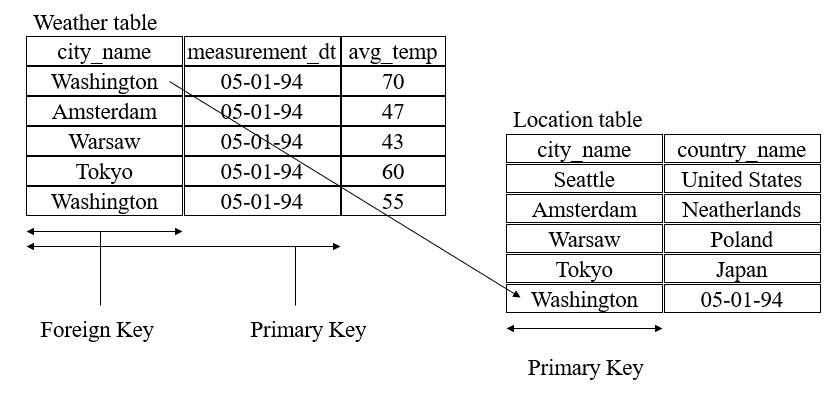 Weather table
city_name measurement_dt avg_temp
Washington 05-01-94 70
Amsterdam 05-01-94 47
Warsaw 05-01-94 43
Tokyo 05-01-94 60
Washington 05-01-94 55
Foreign Key Primary Key
Location table
city_name country_name
Seattle United States
Amsterdam Neatherlands
Warsaw Poland
Tokyo Japan
Washington 05-01-94
Primary Key